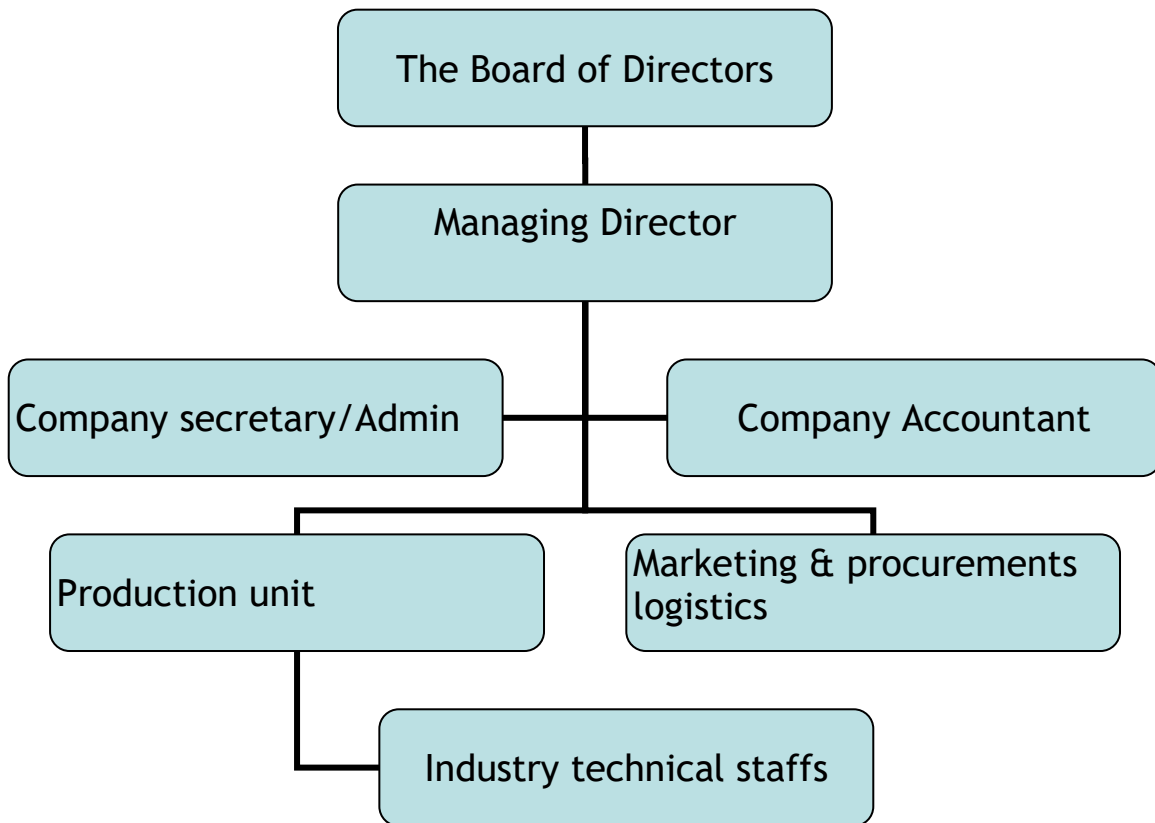 The Board of Directors
Managing Director
Company secretary/Admin
Company Accountant
Production unit
Marketing & procurements
logistics
Industry technical staffs